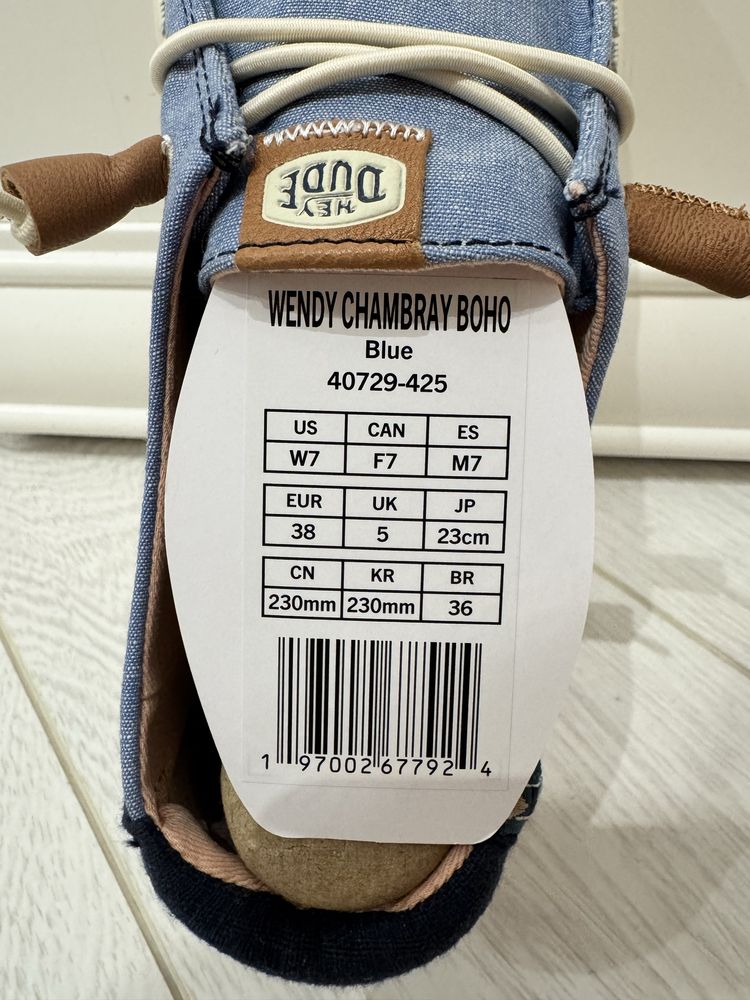 HEY
DUDE
WENDY CHAMBRAY BOHO
Blue
40729-425
US CAN ES
W7 F7 M7
EUR UK JP
38 5 23cm
CN KR BR
230mm 230mm 36
1 97002 67792 4